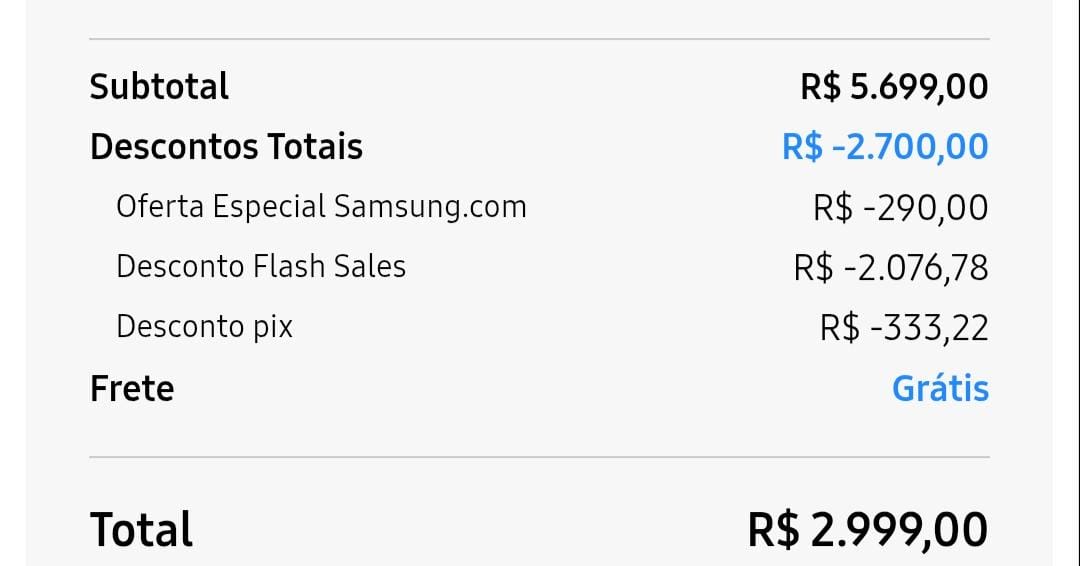 Subtotal R$ 5.699,00
Descontos Totais R$ -2.700,00
Oferta Especial Samsung.com R$ -290,00
Desconto Flash Sales R$ -2.076,78
Desconto pix R$ -333,22
Frete Grátis
Total R$ 2.999,00